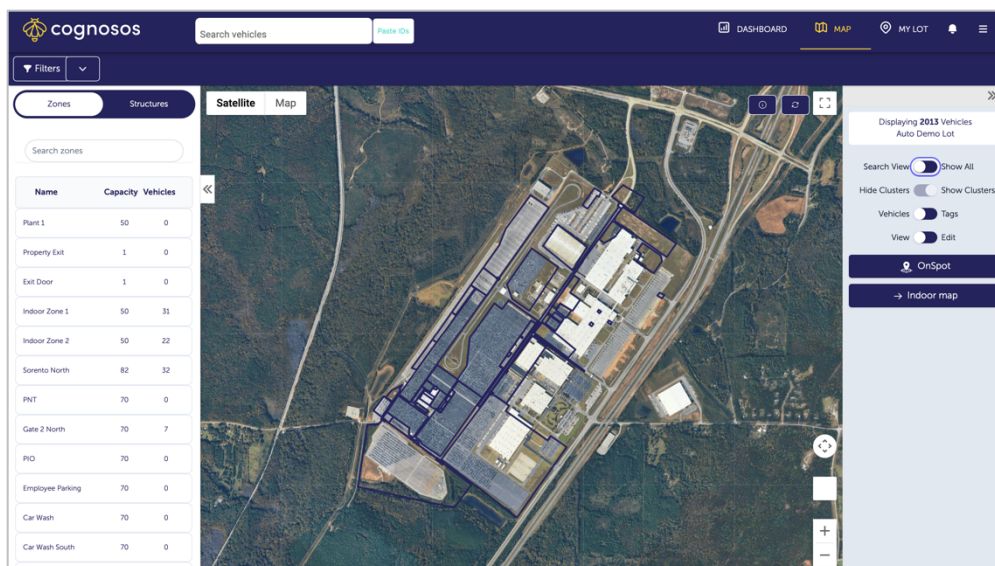 cognosos
Search vehicles
Paste IDs
DASHBOARD
MAP
MY LOT
Filters
Zones
Structures
Satellite
Map
Search zones
Name Capacity Vehicles
Plant 1 50 0
Property Exit 1 0
Exit Door 1 0
Indoor Zone 1 50 31
Indoor Zone 2 50 22
Sorento North 82 32
PNT 70 0
Gate 2 North 70 7
PIO 70 0
Employee Parking 70 0
Car Wash 70 0
Car Wash South 70 0
Displaying 2013 Vehicles
Auto Demo Lot
Search View Show All
Hide Clusters Show Clusters
Vehicles Tags
View Edit
OnSpot
→ Indoor map